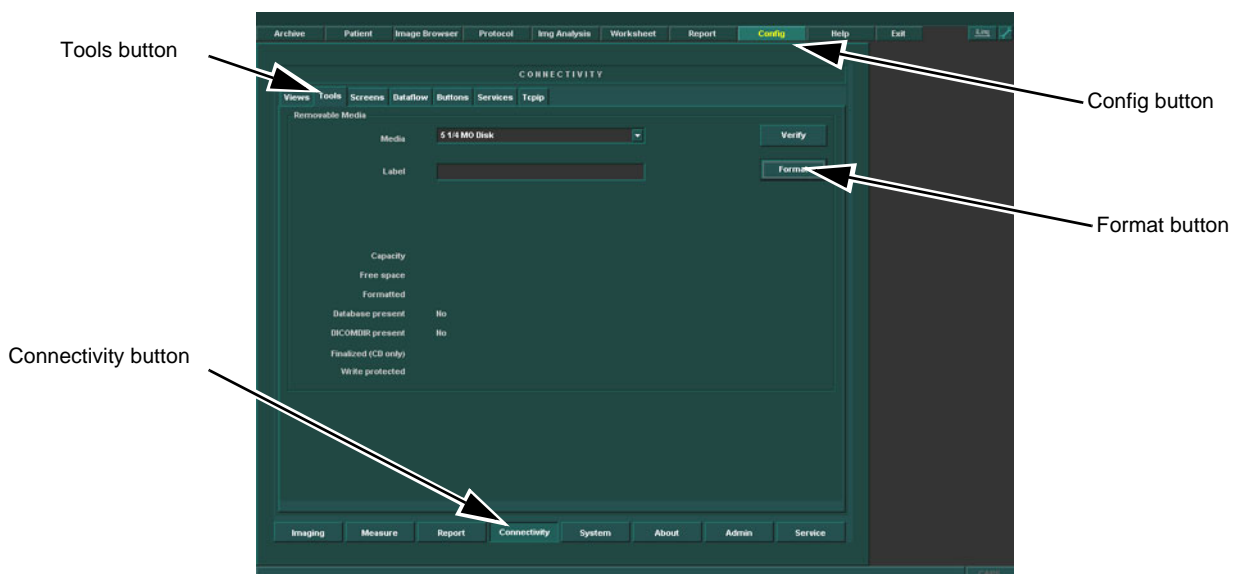 Archive Patient Image Browser Protocol Img Analysis Worksheet Report Config Help Exit
Tools button
CONNECTIVITY
Views Tools Screens Dataflow Buttons Services Tcpip
Config button
Removable Media
Media 5 1/4 MO Disk Verify
Label Format
Format button
Capacity
Free space
Formatted
Database present No
DICOMDIR present No
Connectivity button
Finalized (CD only)
Write protected
Imaging Measure Report Connectivity System About Admin Service